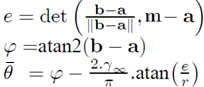 e = det ( b−a / ‖b−a‖ , m − a )
φ = atan2(b − a)
θ̄ = φ − 2.γ∞ / π .atan( e / r )